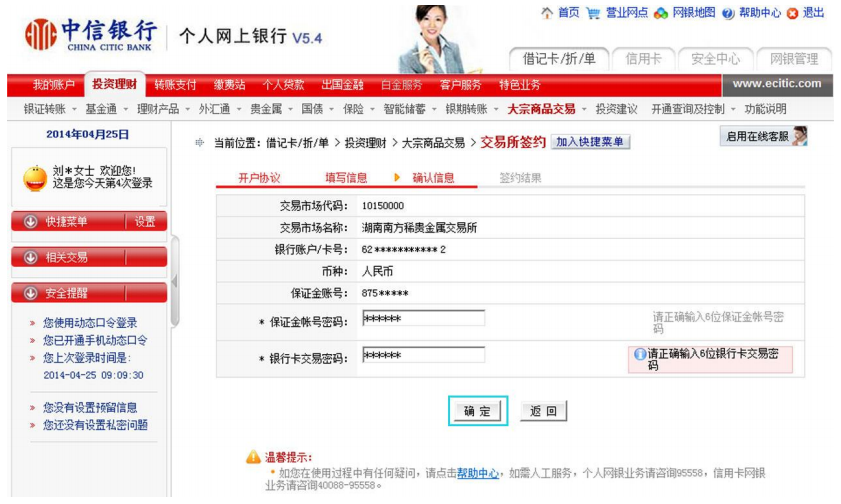 首页 营业网点 网银地图 帮助中心 退出
中信银行
CHINA CITIC BANK
个人网上银行 V5.4
借记卡/折/单 信用卡 安全中心 网银管理
我的账户 投资理财 转账支付 缴费站 个人贷款 出国金融 白金服务 客户服务 特色业务 www.ecitic.com
银证转账 基金通 理财产品 外汇通 贵金属 国债 保险 智能储蓄 银期转账 大宗商品交易 投资建议 开通查询及控制 功能说明
2014年04月25日
当前位置: 借记卡/折/单 > 投资理财 > 大宗商品交易 > 交易所签约 加入快捷菜单
启用在线客服
刘*女士 欢迎您!
这是您今天第4次登录
快捷菜单 设置
相关交易
安全提醒
» 您使用动态口令登录
» 您已开通手机动态口令
» 您上次登录时间是:
2014-04-25 09:09:30
» 您没有设置预留信息
» 您还没有设置私密问题
开户协议 填写信息 确认信息 签约结果
交易市场代码: 10150000
交易市场名称: 湖南南方稀贵金属交易所
银行账户/卡号: 62***********2
币种: 人民币
保证金账号: 875*****
* 保证金帐号密码: ****** 请正确输入6位保证金帐号密
码
* 银行卡交易密码: ****** 请正确输入6位银行卡交易密
码
确 定 返 回
温馨提示:
• 如您在使用过程中有任何疑问，请点击帮助中心，如需人工服务，个人网银业务请咨询95558，信用卡网银
业务请咨询40088-95558。